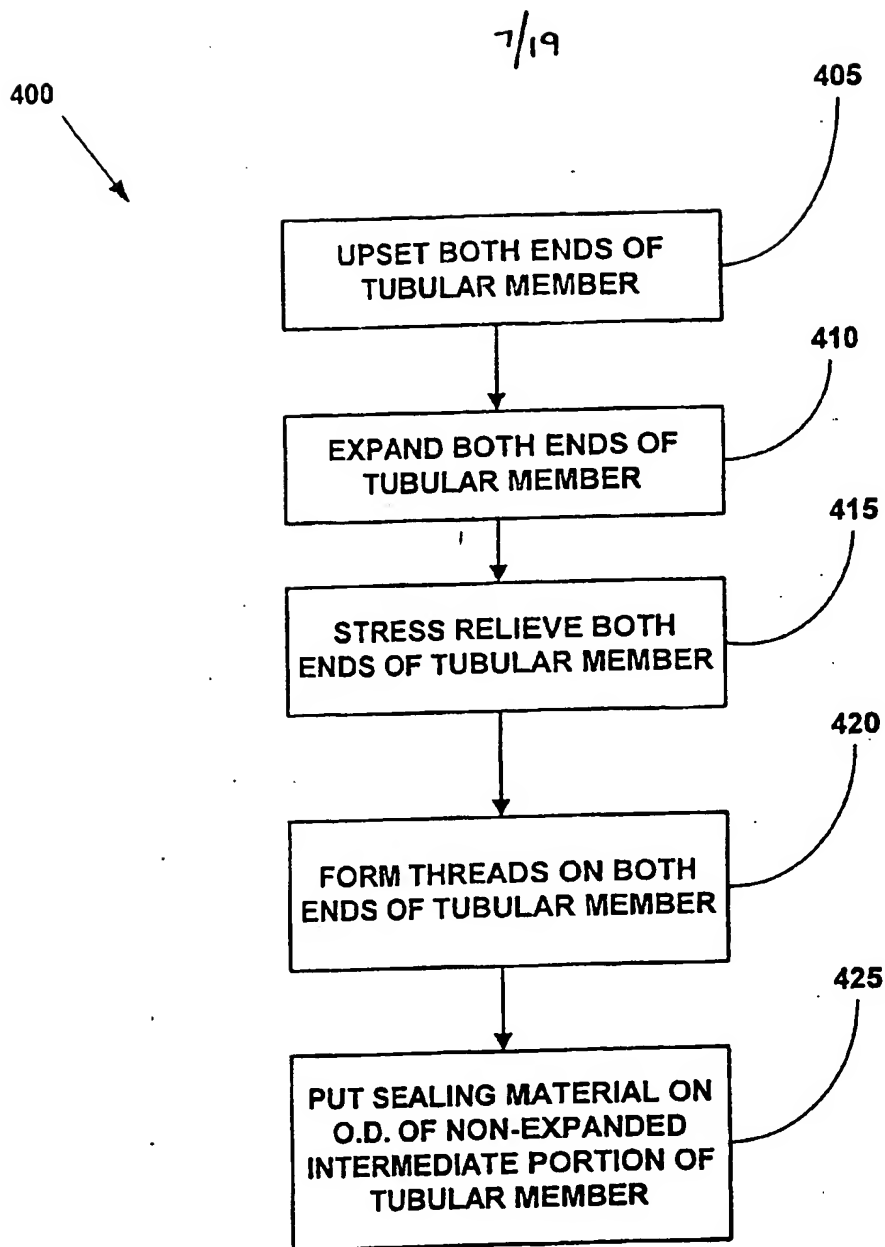 7/19
400
405
UPSET BOTH ENDS OF
TUBULAR MEMBER
410
EXPAND BOTH ENDS OF
TUBULAR MEMBER
415
STRESS RELIEVE BOTH
ENDS OF TUBULAR MEMBER
420
FORM THREADS ON BOTH
ENDS OF TUBULAR MEMBER
425
PUT SEALING MATERIAL ON
O.D. OF NON-EXPANDED
INTERMEDIATE PORTION OF
TUBULAR MEMBER